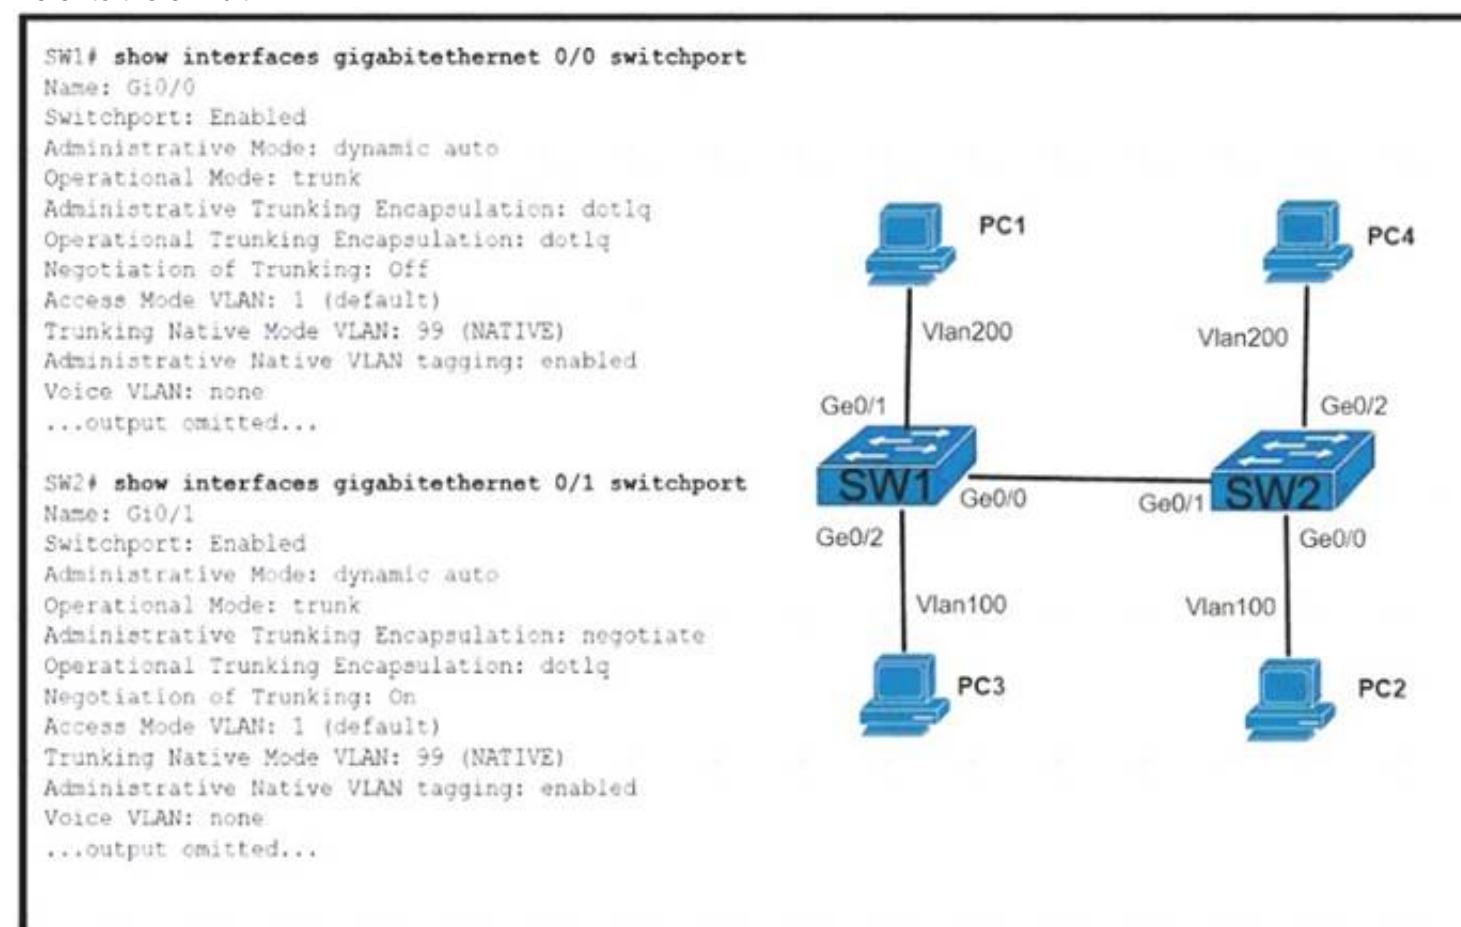 SW1# show interfaces gigabitethernet 0/0 switchport
Name: Gi0/0
Switchport: Enabled
Administrative Mode: dynamic auto
Operational Mode: trunk
Administrative Trunking Encapsulation: dot1q
Operational Trunking Encapsulation: dot1q
Negotiation of Trunking: Off
Access Mode VLAN: 1 (default)
Trunking Native Mode VLAN: 99 (NATIVE)
Administrative Native VLAN tagging: enabled
Voice VLAN: none
...output omitted...
SW2# show interfaces gigabitethernet 0/1 switchport
Name: Gi0/1
Switchport: Enabled
Administrative Mode: dynamic auto
Operational Mode: trunk
Administrative Trunking Encapsulation: negotiate
Operational Trunking Encapsulation: dot1q
Negotiation of Trunking: On
Access Mode VLAN: 1 (default)
Trunking Native Mode VLAN: 99 (NATIVE)
Administrative Native VLAN tagging: enabled
Voice VLAN: none
...output omitted...
PC1
PC4
Vlan200
Vlan200
Ge0/1
Ge0/2
SW1
Ge0/0
Ge0/1
SW2
Ge0/2
Ge0/0
Vlan100
Vlan100
PC3
PC2